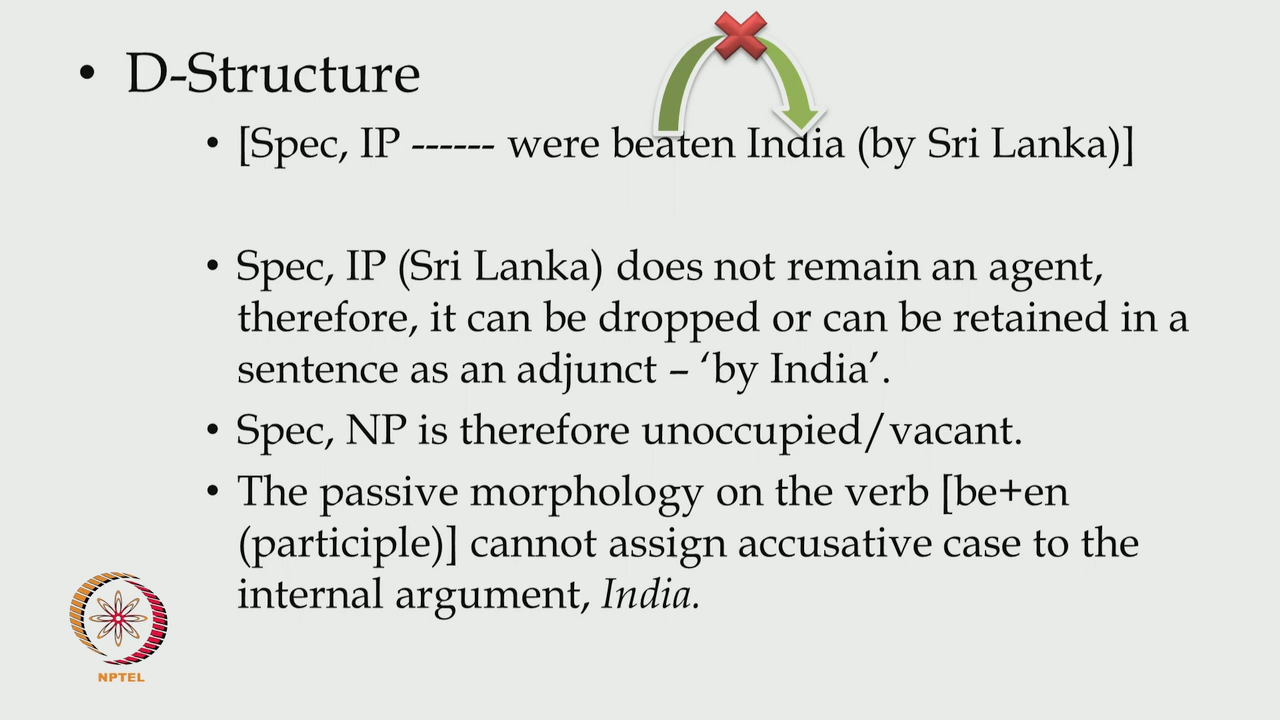 • D-Structure
• [Spec, IP ------ were beaten India (by Sri Lanka)]
• Spec, IP (Sri Lanka) does not remain an agent,
therefore, it can be dropped or can be retained in a
sentence as an adjunct – ‘by India’.
• Spec, NP is therefore unoccupied/vacant.
• The passive morphology on the verb [be+en
(participle)] cannot assign accusative case to the
internal argument, India.
NPTEL